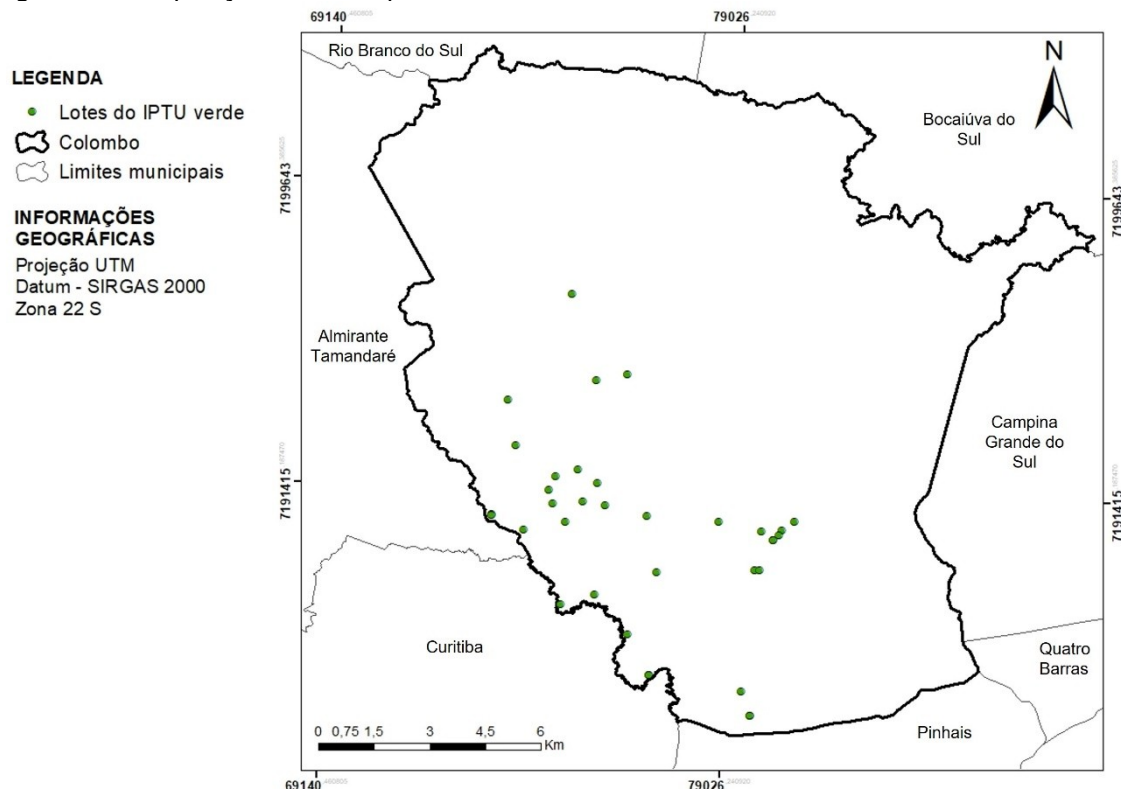 69140
79026
Rio Branco do Sul
N
LEGENDA
Lotes do IPTU verde
Colombo
Limites municipais
Bocaiúva do
Sul
7199643
7199643
INFORMAÇÕES
GEOGRÁFICAS
Projeção UTM
Datum - SIRGAS 2000
Zona 22 S
Almirante
Tamandaré
Campina
Grande do
Sul
7191415
7191415
Curitiba
Quatro
Barras
Pinhais
0 0,75 1,5 3 4,5 6
Km
69140
79026